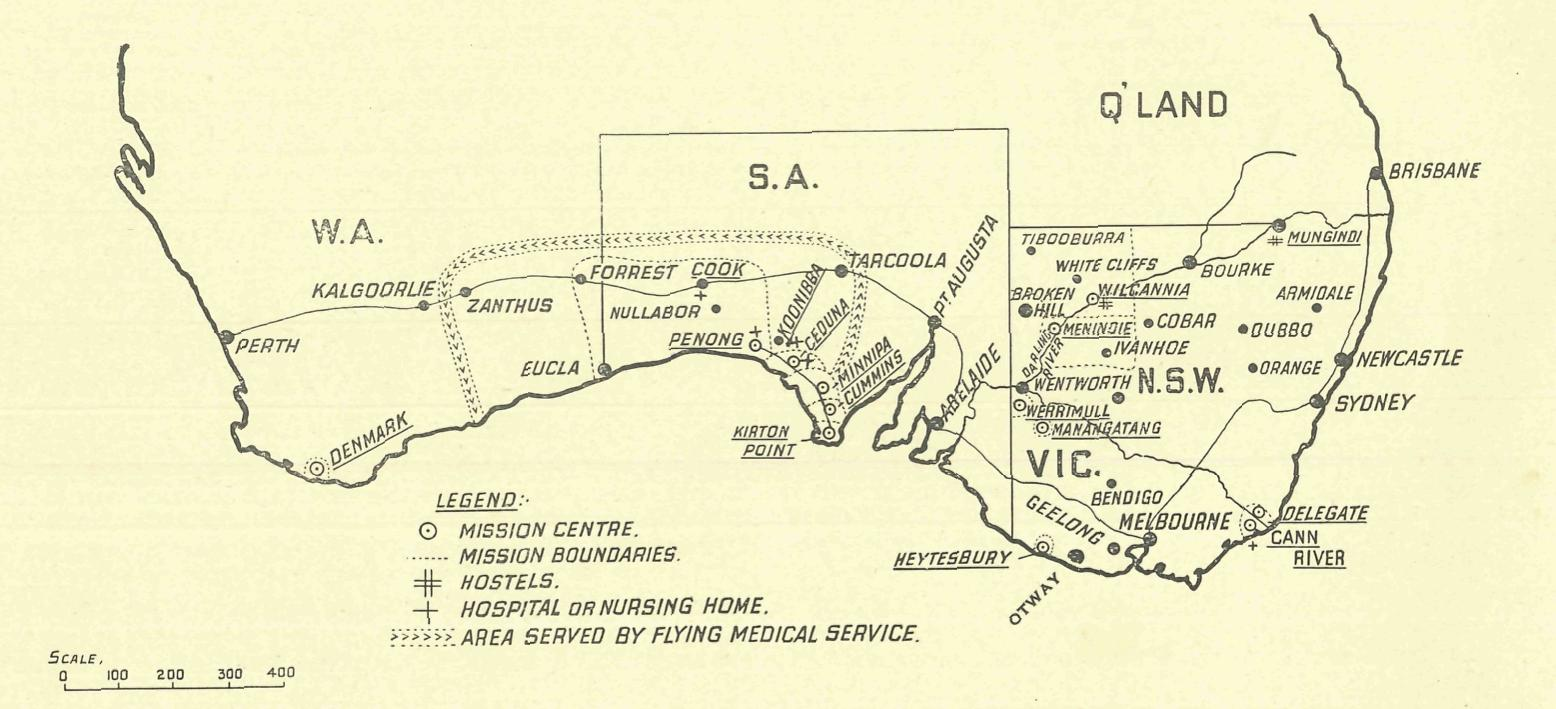 Q'LAND
BRISBANE
S.A.
W.A.
TIBOOBURRA
MUNGINDI
PT AUGUSTA
TARCOOLA
FORREST
COOK
KOONIBBA
WHITE CLIFFS
BOURKE
KALGOORLIE
ZANTHUS
NULLABOR
CEDUNA
BROKEN
HILL
WILCANNIA
ARMIDALE
PERTH
PENONG
MENINDIE
COBAR
DUBBO
DARLING
RIVER
IVANHOE
EUCLA
MINNIPA
CUMMINS
ADELAIDE
WENTWORTH
N.S.W.
ORANGE
NEWCASTLE
SYDNEY
WERRIMULL
MANANGATANG
KIRTON
POINT
DENMARK
VIC.
BENDIGO
GEELONG
MELBOURNE
DELEGATE
CANN
RIVER
HEYTESBURY
OTWAY
LEGEND:-
MISSION CENTRE.
MISSION BOUNDARIES.
HOSTELS.
HOSPITAL OR NURSING HOME.
AREA SERVED BY FLYING MEDICAL SERVICE.
SCALE,
0 100 200 300 400